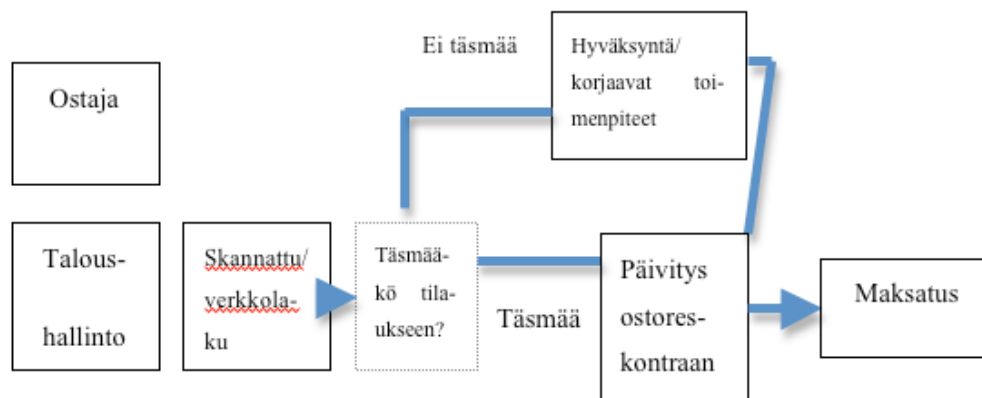 Ei täsmää
Hyväksyntä/
korjaavat toi-
menpiteet
Ostaja
Talous-
hallinto
Skannattu/
verkkola-
ku
Täsmää-
kö tila-
ukseen?
Täsmää
Päivitys
ostores-
kontraan
Maksatus